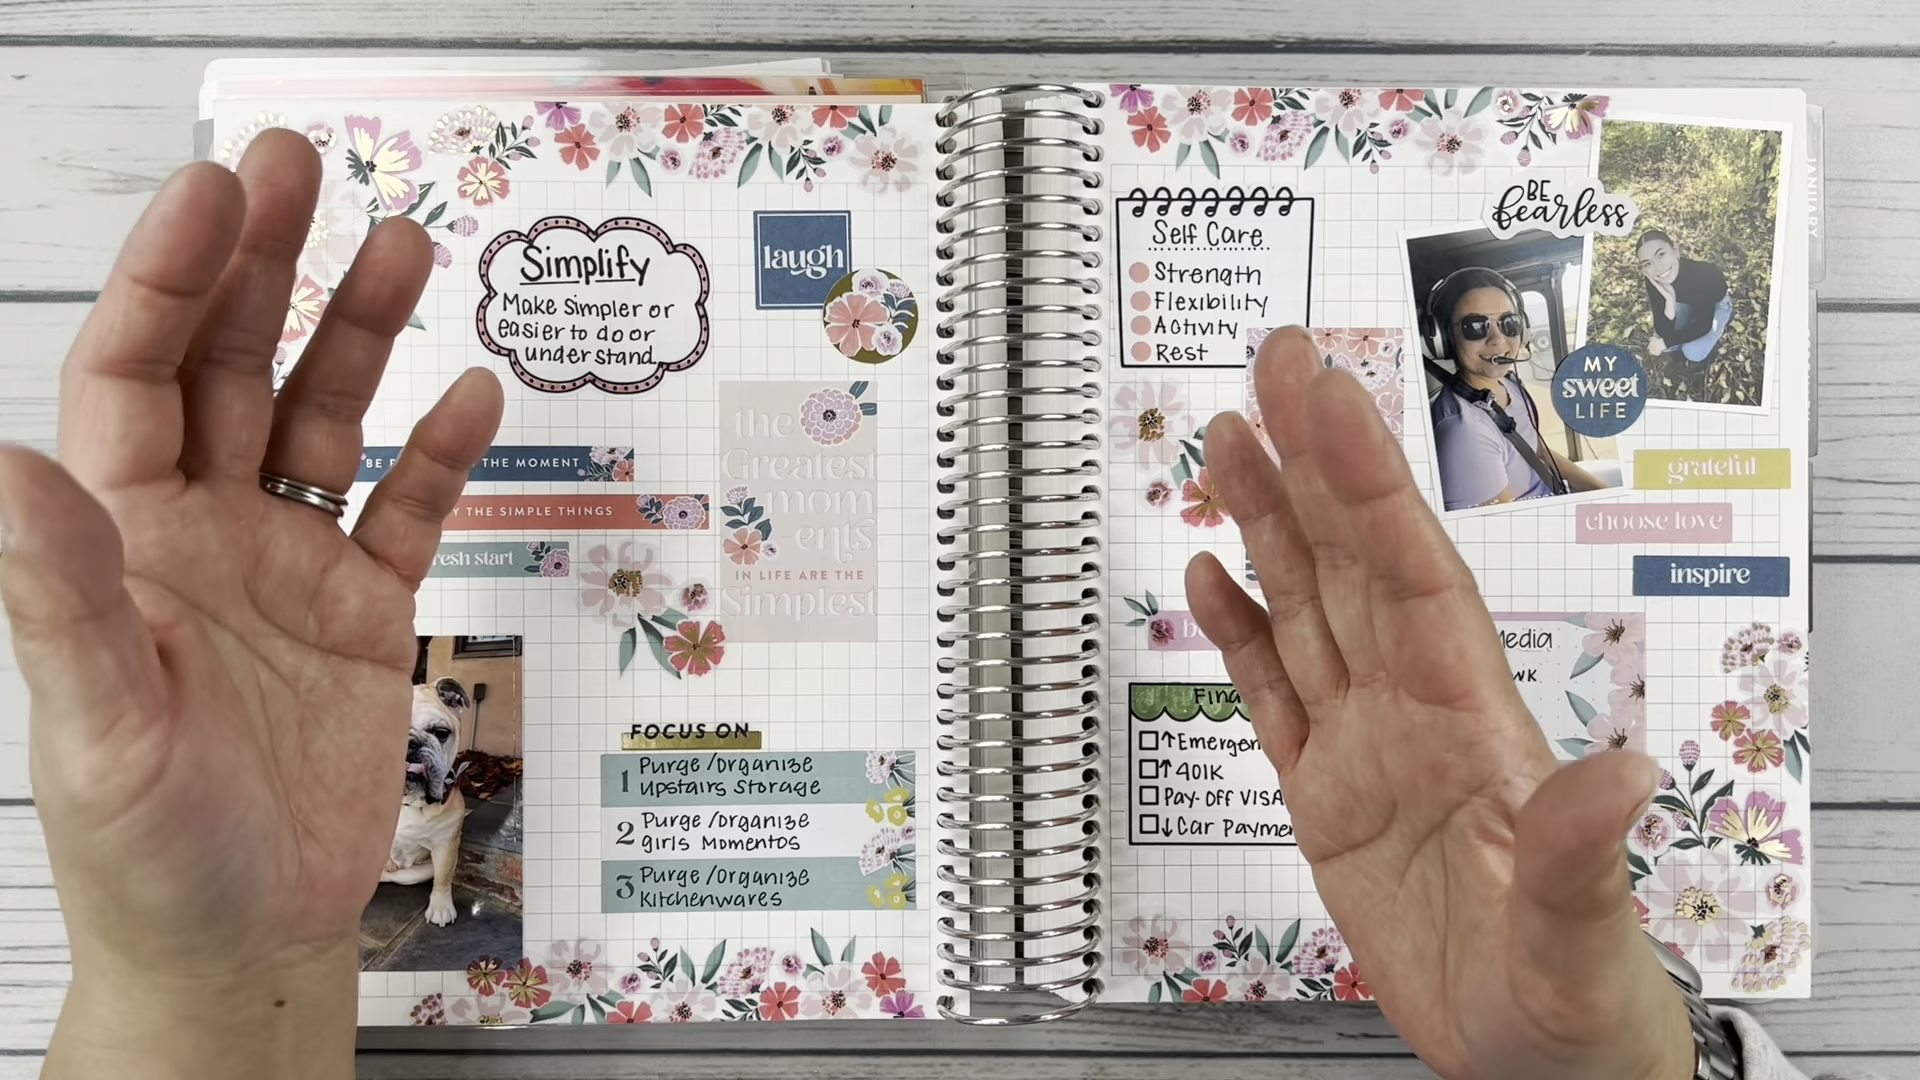 Simplify
Make Simpler or
easier to do or
understand.
laugh
BE THE MOMENT
THE SIMPLE THINGS
start
the
Greatest
mom
-ents
IN LIFE ARE THE
Simplest
FOCUS ON
1 Purge/Organize
Upstairs Storage
2 Purge/Organize
girls Momentos
3 Purge/Organize
Kitchenwares
Self Care
Strength
Flexibility
Activity
Rest
BE
fearless
MY
sweet
LIFE
grateful
choose love
inspire
↑ 401K
Pay-Off VISA
↓ Car
JANUARY